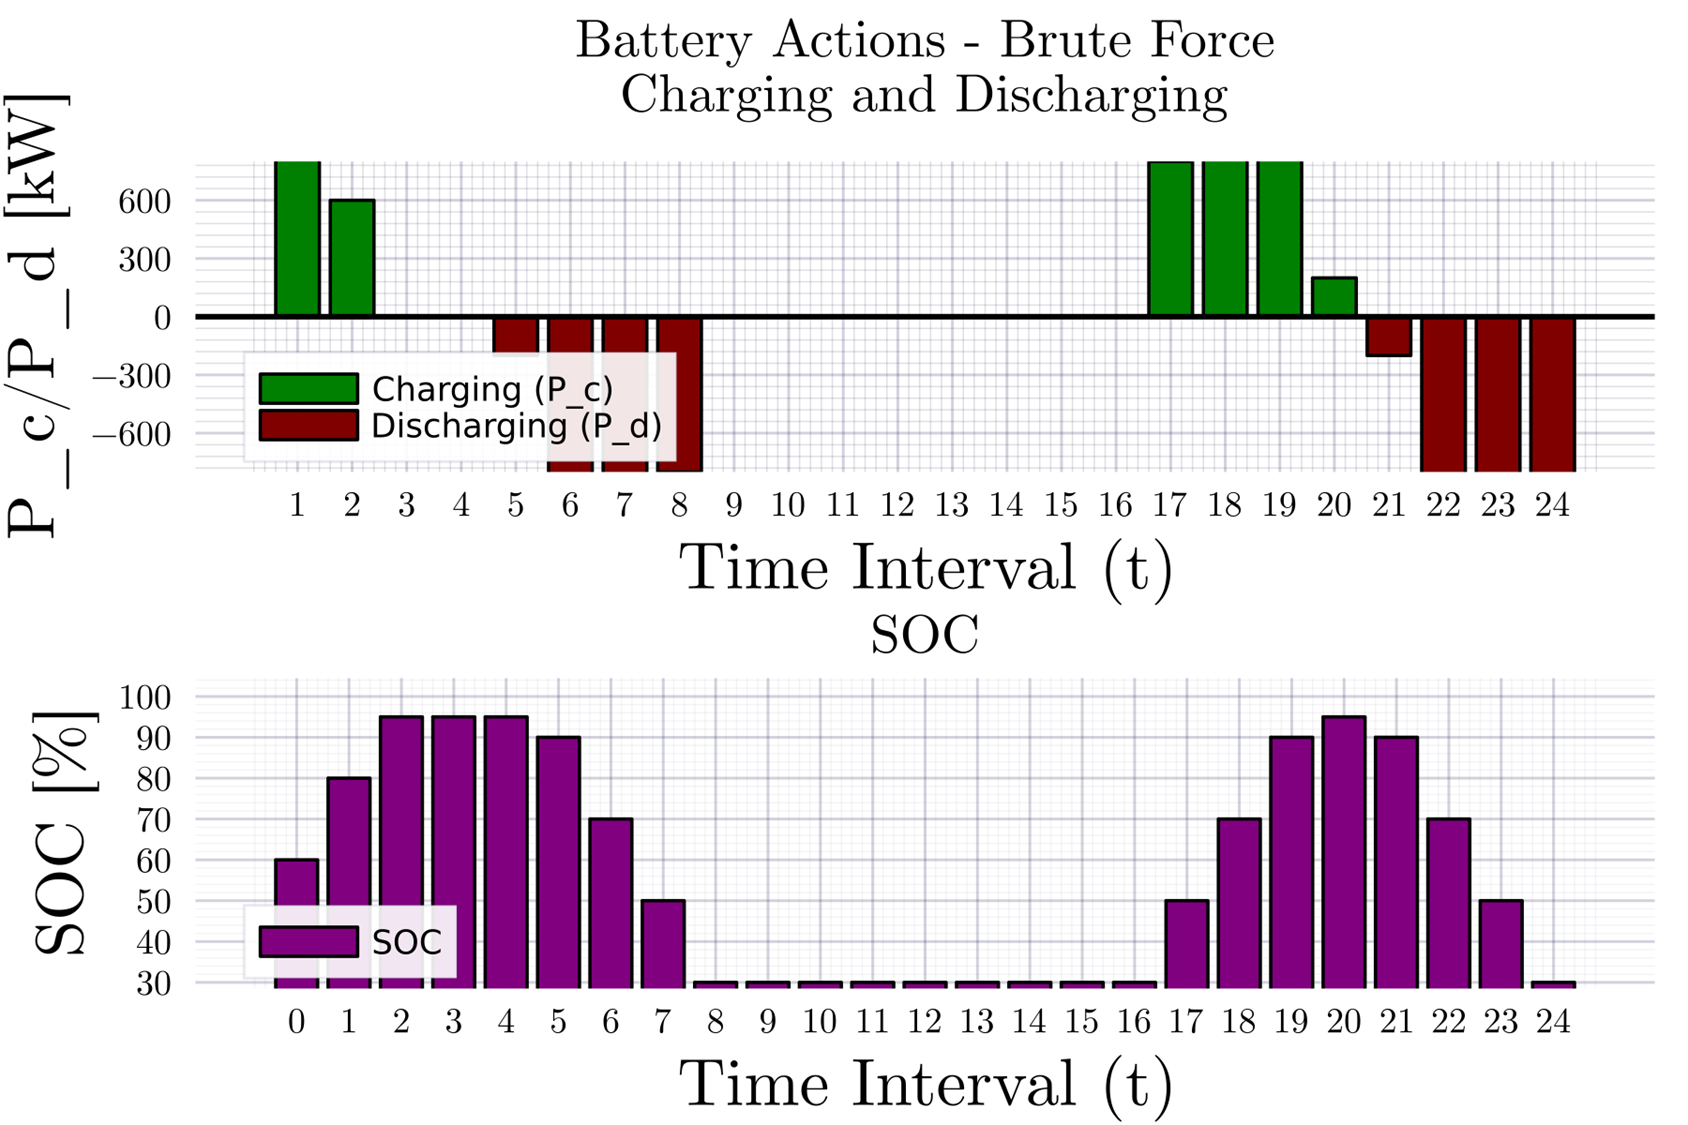 Battery Actions - Brute Force
Charging and Discharging
P_c/P_d [kW]
600
300
0
−300
−600
Charging (P_c)
Discharging (P_d)
1 2 3 4 5 6 7 8 9 10 11 12 13 14 15 16 17 18 19 20 21 22 23 24
Time Interval (t)
SOC
SOC [%]
100
90
80
70
60
50
40
30
SOC
0 1 2 3 4 5 6 7 8 9 10 11 12 13 14 15 16 17 18 19 20 21 22 23 24
Time Interval (t)